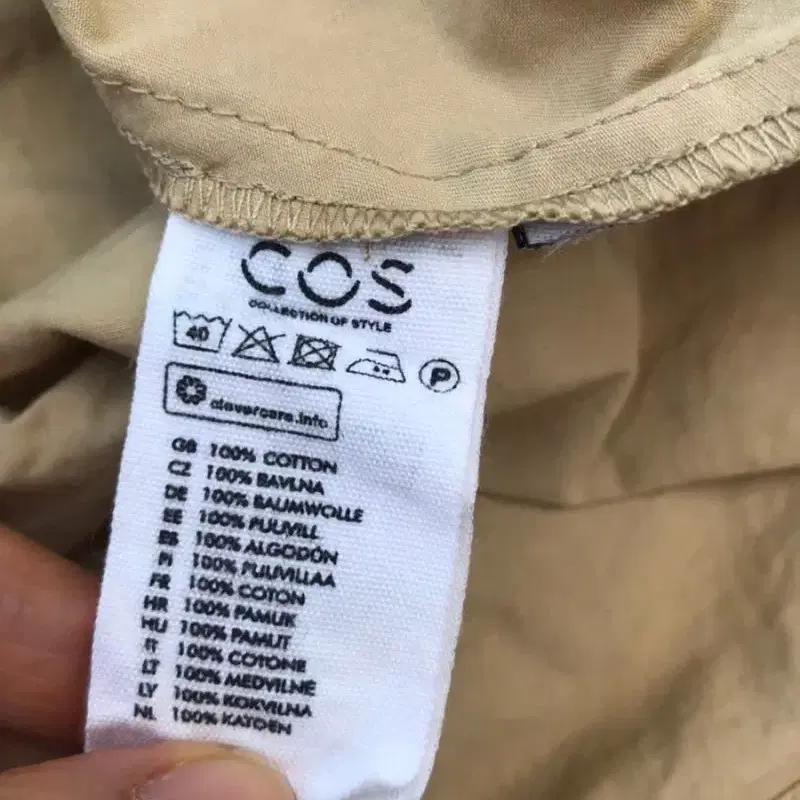 COS
COLLECTION OF STYLE
40 P
clevercare.info
GB 100% COTTON
CZ 100% BAVLNA
DE 100% BAUMWOLLE
EE 100% PUUVILL
ES 100% ALGODÓN
FI 100% PUUVILLAA
FR 100% COTON
HR 100% PAMUK
HU 100% PAMUT
IT 100% COTONE
LT 100% MEDVILNĖ
LV 100% KOKVILNA
NL 100% KATOEN